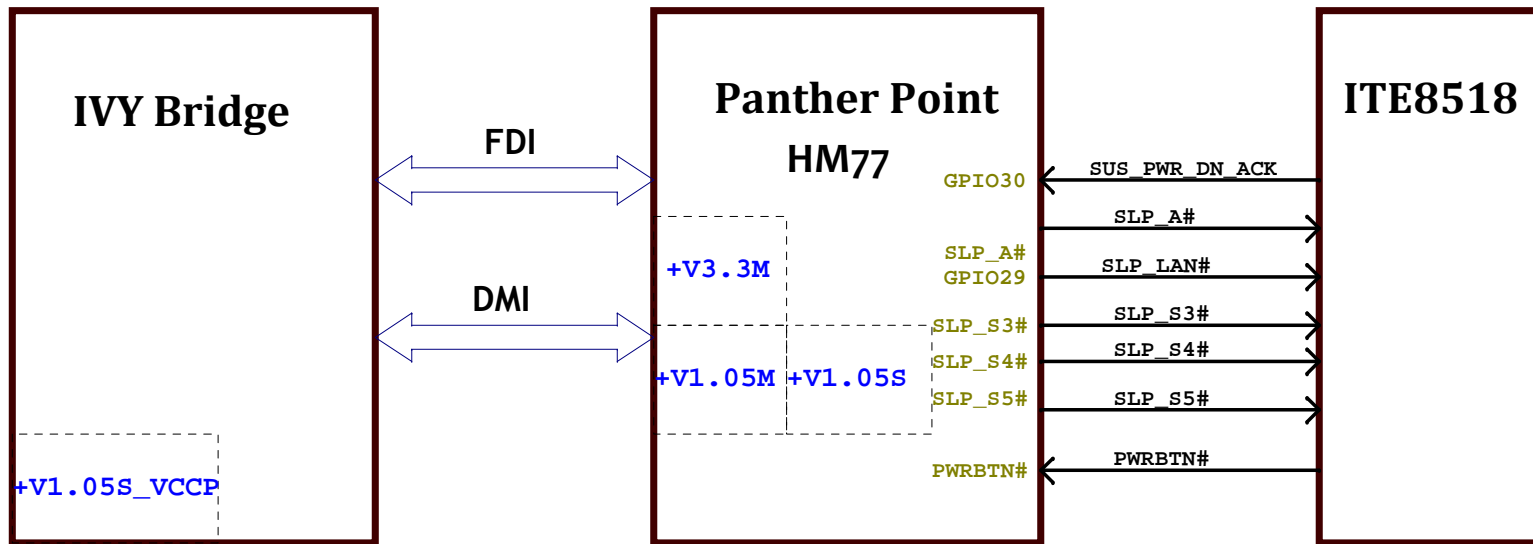 IVY Bridge
+V1.05S_VCCP
FDI
DMI
Panther Point
HM77
+V3.3M
+V1.05M
+V1.05S
GPIO30
SLP_A#
GPIO29
SLP_S3#
SLP_S4#
SLP_S5#
PWRBTN#
SUS_PWR_DN_ACK
SLP_A#
SLP_LAN#
SLP_S3#
SLP_S4#
SLP_S5#
PWRBTN#
ITE8518